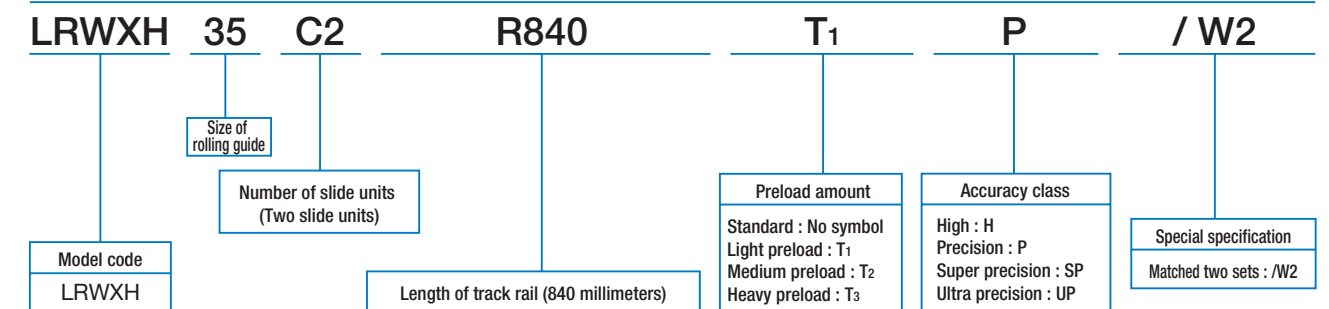 LRWXH 35 C2 R840 T1 P / W2
Size of
rolling guide
Number of slide units
(Two slide units)
Model code
LRWXH
Length of track rail (840 millimeters)
Preload amount
Standard : No symbol
Light preload : T1
Medium preload : T2
Heavy preload : T3
Accuracy class
High : H
Precision : P
Super precision : SP
Ultra precision : UP
Special specification
Matched two sets : /W2